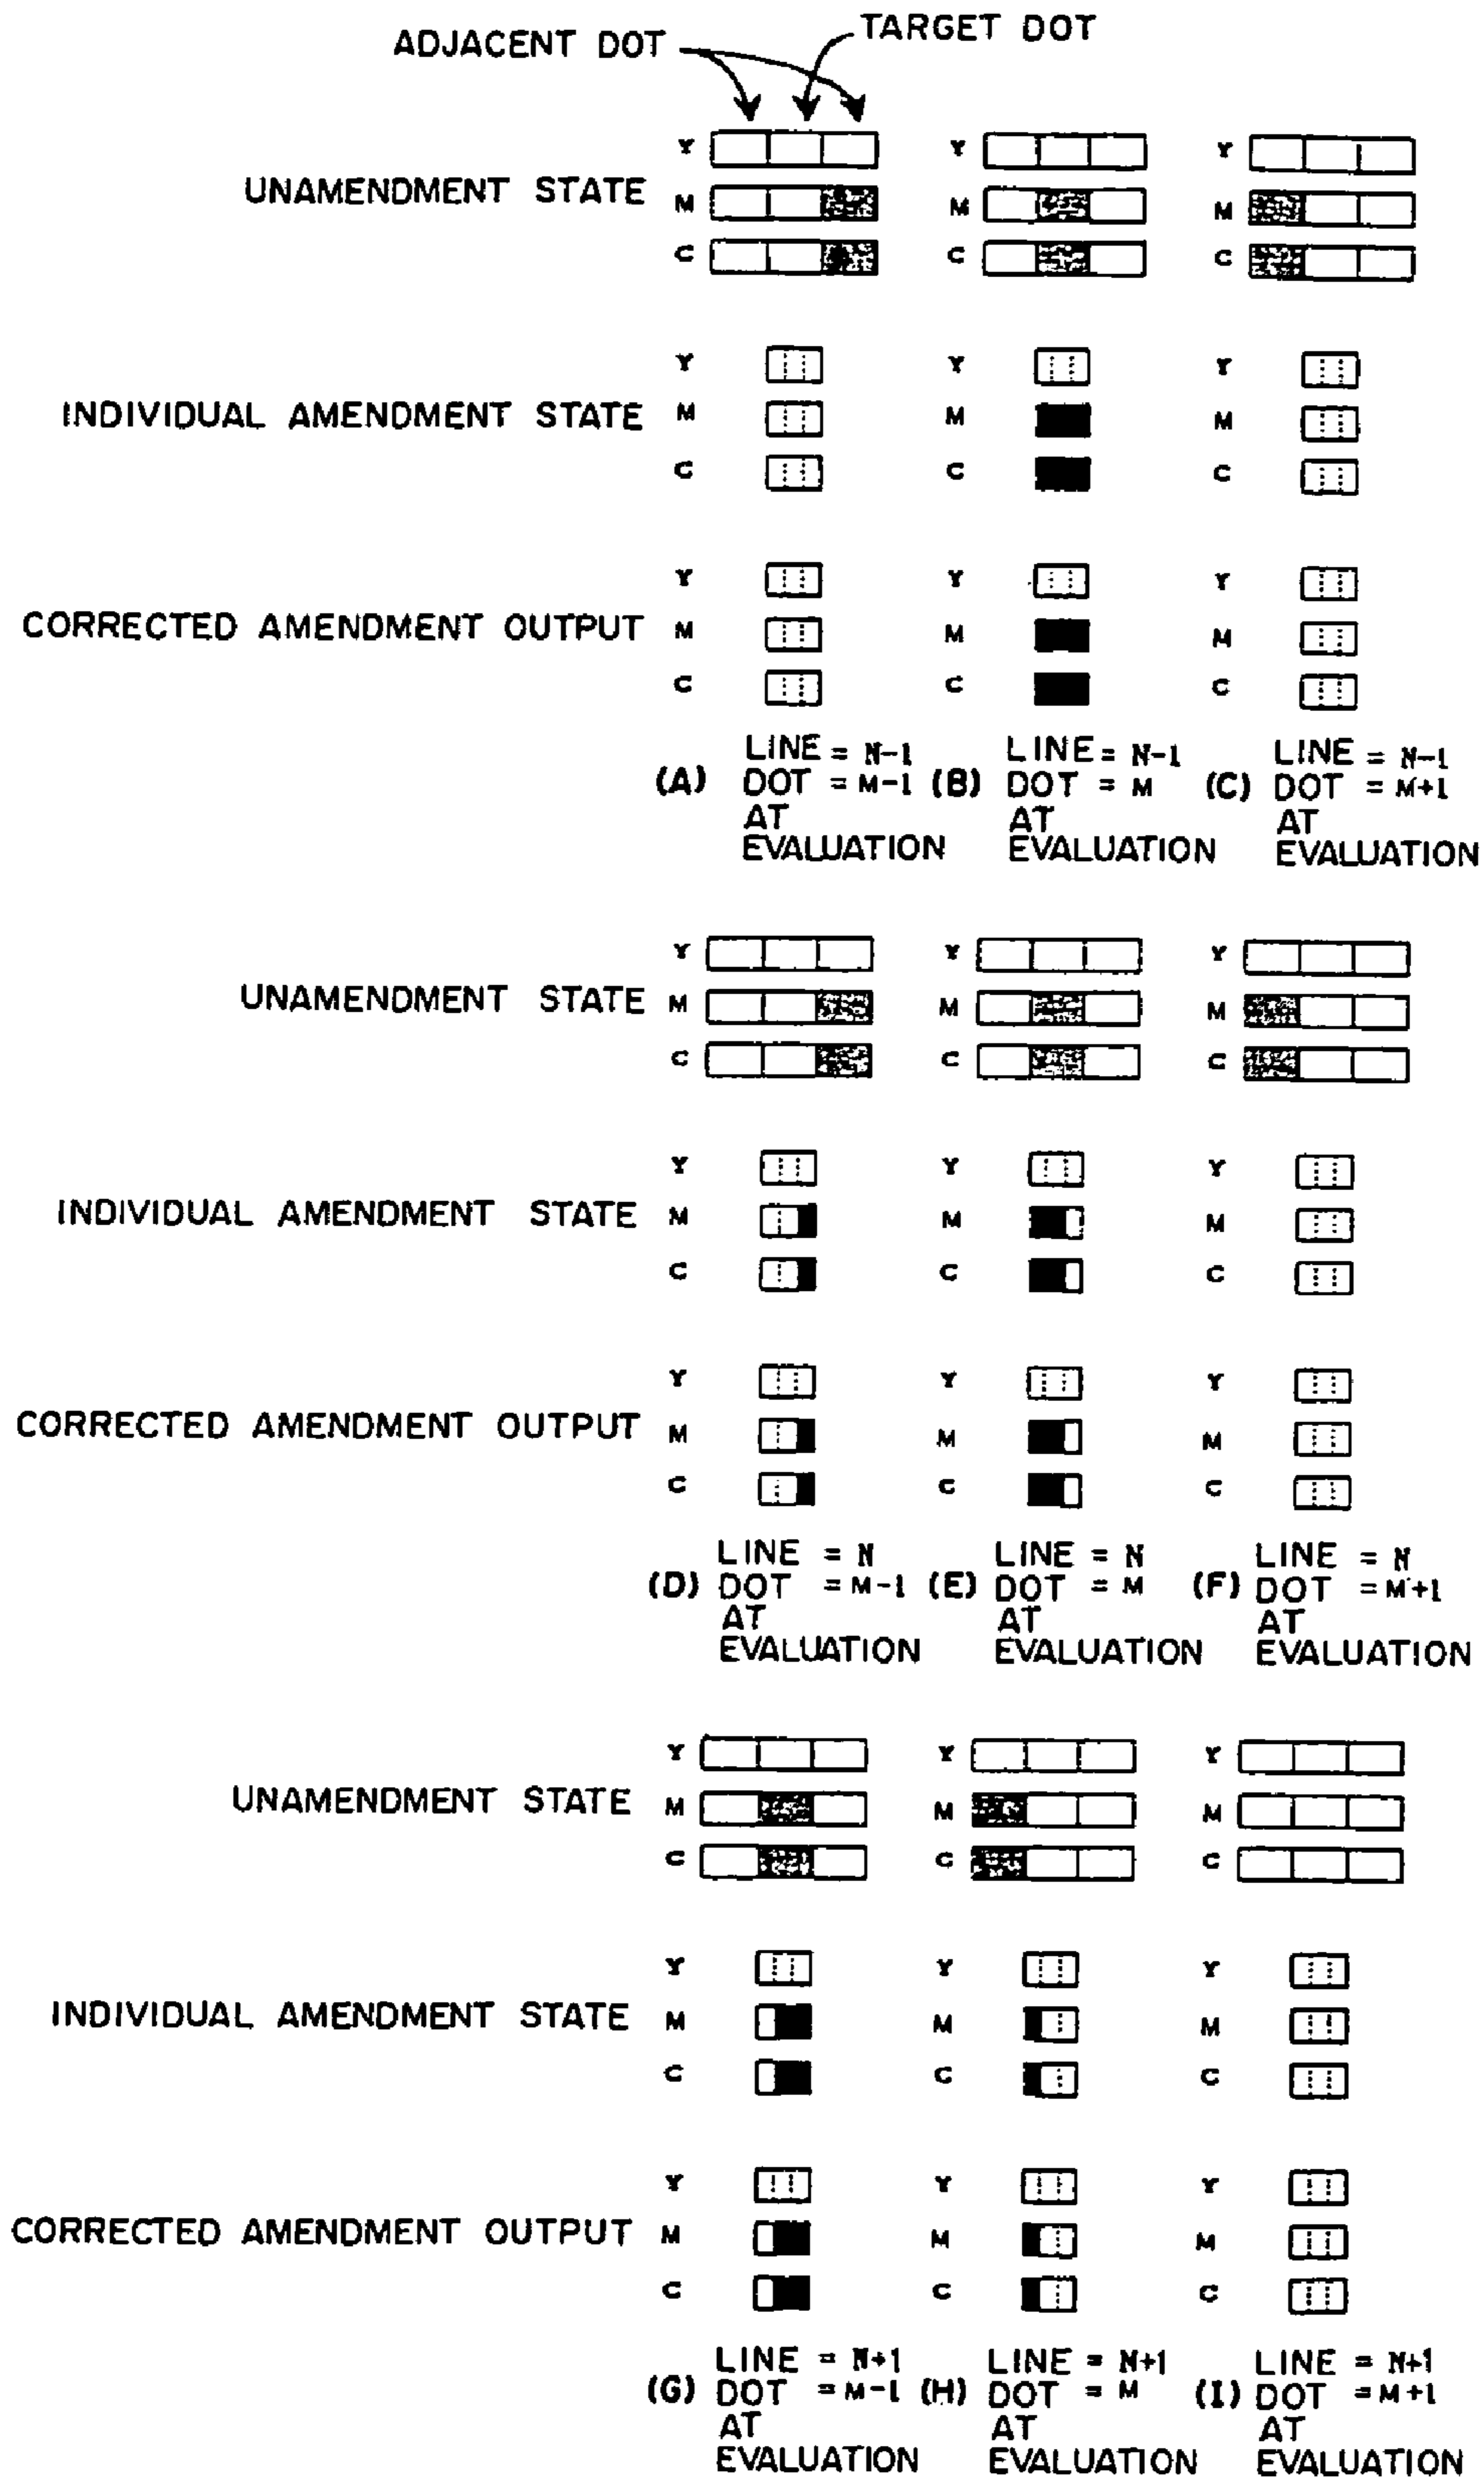 ADJACENT DOT TARGET DOT
Y Y Y
UNAMENDMENT STATE M M M
C C C
Y Y Y
INDIVIDUAL AMENDMENT STATE M M M
C C C
Y Y Y
CORRECTED AMENDMENT OUTPUT M M M
C C C
(A) LINE = N-1
DOT = M-1
AT
EVALUATION
(B) LINE = N-1
DOT = M
AT
EVALUATION
(C) LINE = N-1
DOT = M+1
AT
EVALUATION
Y Y Y
UNAMENDMENT STATE M M M
C C C
Y Y Y
INDIVIDUAL AMENDMENT STATE M M M
C C C
Y Y Y
CORRECTED AMENDMENT OUTPUT M M M
C C C
(D) LINE = N
DOT = M-1
AT
EVALUATION
(E) LINE = N
DOT = M
AT
EVALUATION
(F) LINE = N
DOT = M+1
AT
EVALUATION
Y Y Y
UNAMENDMENT STATE M M M
C C C
Y Y Y
INDIVIDUAL AMENDMENT STATE M M M
C C C
Y Y Y
CORRECTED AMENDMENT OUTPUT M M M
C C C
(G) LINE = N+1
DOT = M-1
AT
EVALUATION
(H) LINE = N+1
DOT = M
AT
EVALUATION
(I) LINE = N+1
DOT = M+1
AT
EVALUATION